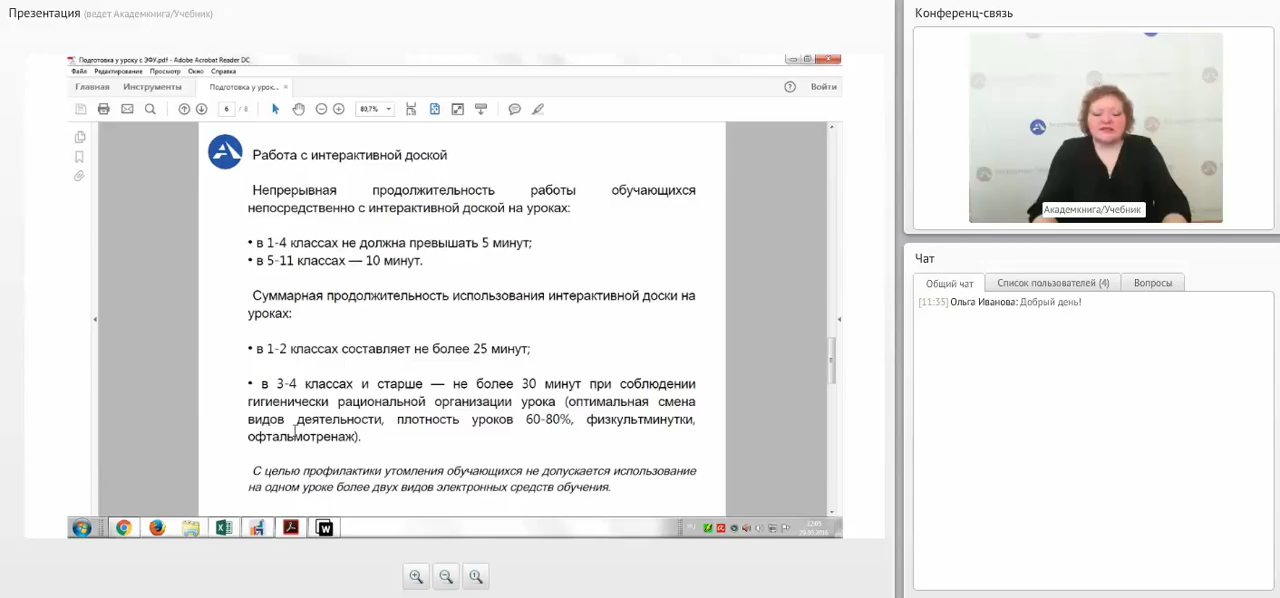 Презентация (ведет Академкнига/Учебник)
Подготовка у уроку с ЭФУ.pdf - Adobe Acrobat Reader DC
Файл Редактирование Просмотр Окно Справка
Главная Инструменты Подготовка у урок... × Войти
6 / 8 80,7%
Работа с интерактивной доской
Непрерывная продолжительность работы обучающихся
непосредственно с интерактивной доской на уроках:
• в 1-4 классах не должна превышать 5 минут;
• в 5-11 классах — 10 минут.
Суммарная продолжительность использования интерактивной доски на
уроках:
• в 1-2 классах составляет не более 25 минут;
• в 3-4 классах и старше — не более 30 минут при соблюдении
гигиенически рациональной организации урока (оптимальная смена
видов деятельности, плотность уроков 60-80%, физкультминутки,
офтальмотренаж).
С целью профилактики утомления обучающихся не допускается использование
на одном уроке более двух видов электронных средств обучения.
Конференц-связь
Академкнига/Учебник
Чат
Общий чат Список пользователей (4) Вопросы
[11:35] Ольга Иванова: Добрый день!